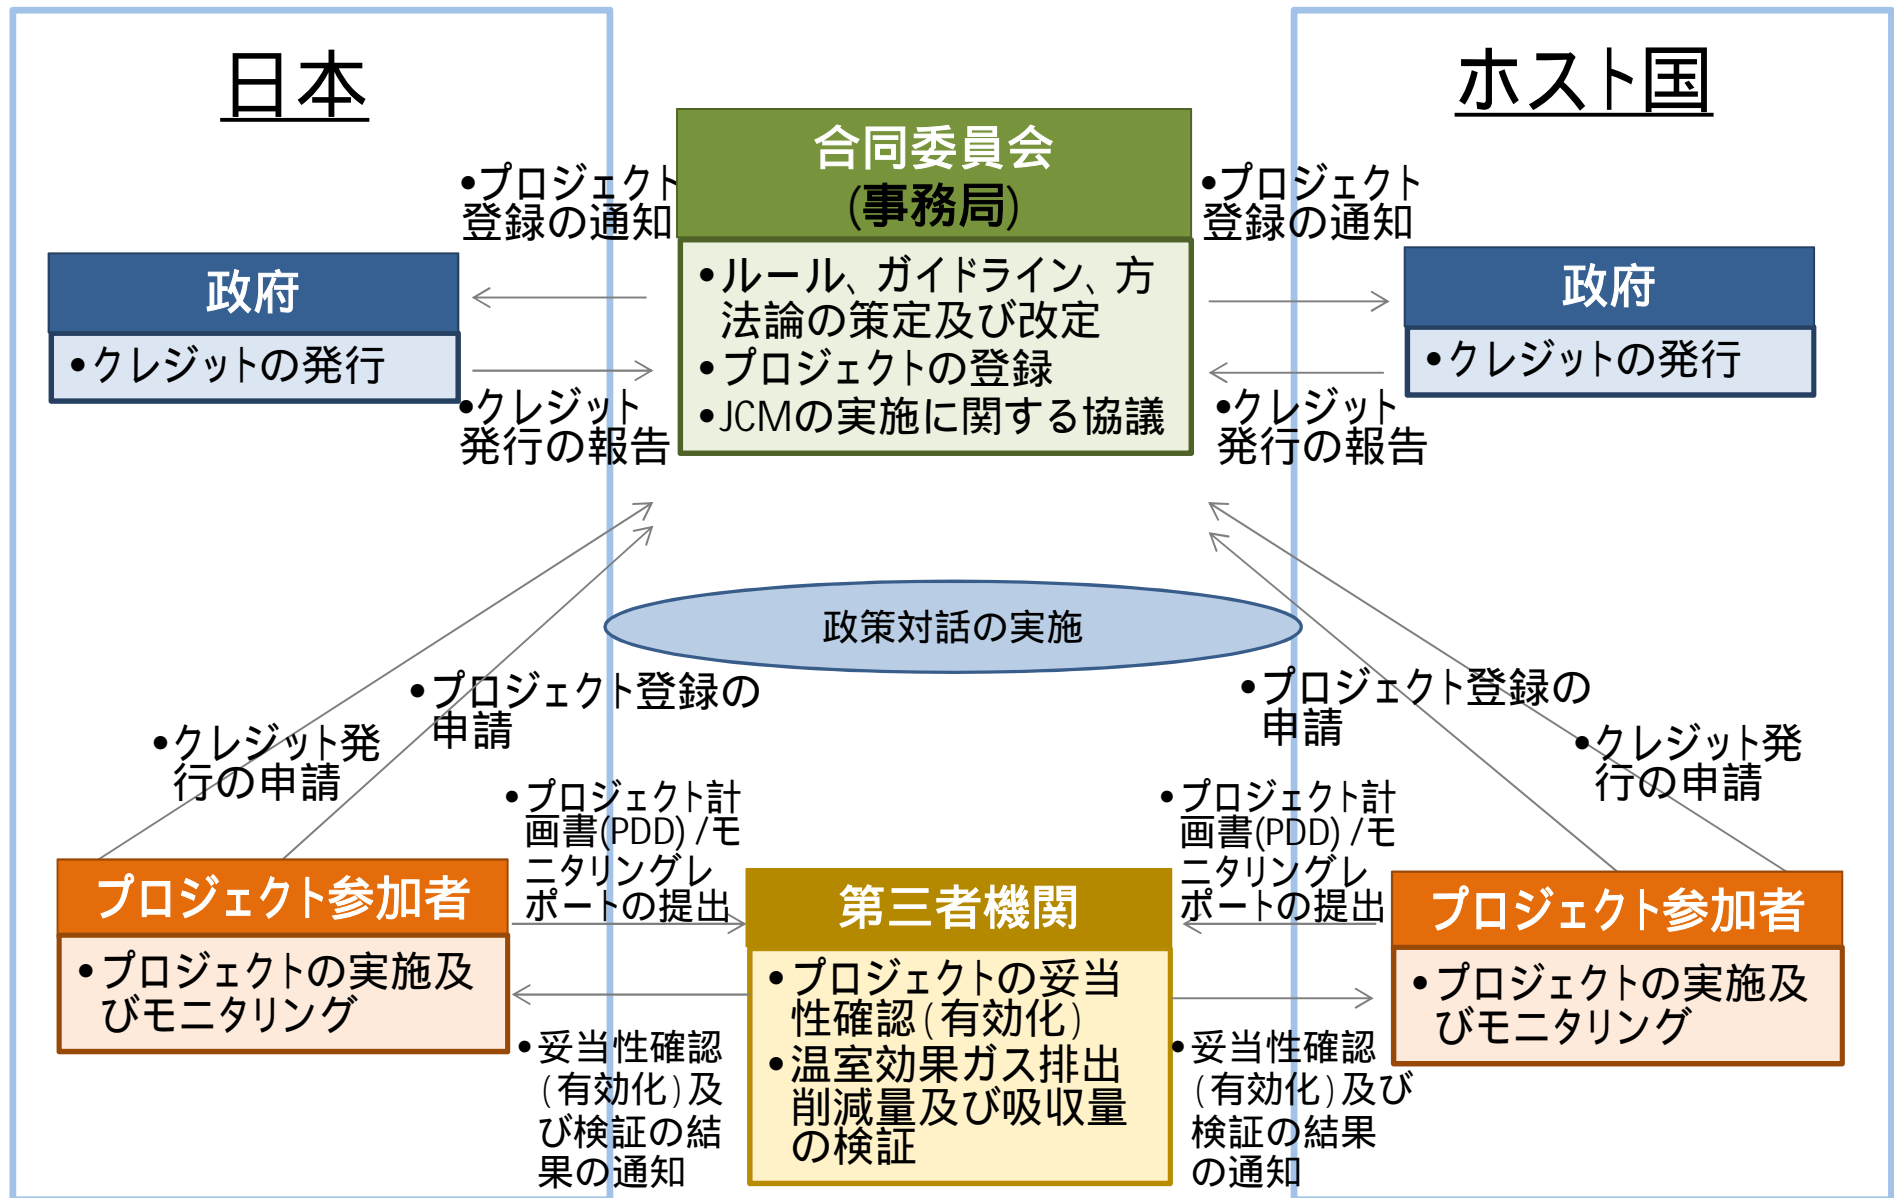 日本
ホスト国
合同委員会
(事務局)
•プロジェクト
登録の通知
•プロジェクト
登録の通知
政府
•クレジットの発行
•ルール、ガイドライン、方
法論の策定及び改定
•プロジェクトの登録
•JCMの実施に関する協議
政府
•クレジットの発行
•クレジット
発行の報告
•クレジット
発行の報告
政策対話の実施
•プロジェクト登録の
申請
•クレジット発
行の申請
•プロジェクト登録の
申請
•クレジット発
行の申請
•プロジェクト計
画書(PDD) /モ
ニタリングレ
ポートの提出
•プロジェクト計
画書(PDD) /モ
ニタリングレ
ポートの提出
プロジェクト参加者
•プロジェクトの実施及
びモニタリング
第三者機関
•プロジェクトの妥当
性確認(有効化)
•温室効果ガス排出
削減量及び吸収量
の検証
プロジェクト参加者
•プロジェクトの実施及
びモニタリング
•妥当性確認
(有効化)及
び検証の結
果の通知
•妥当性確認
(有効化)及び
検証の結果
の通知